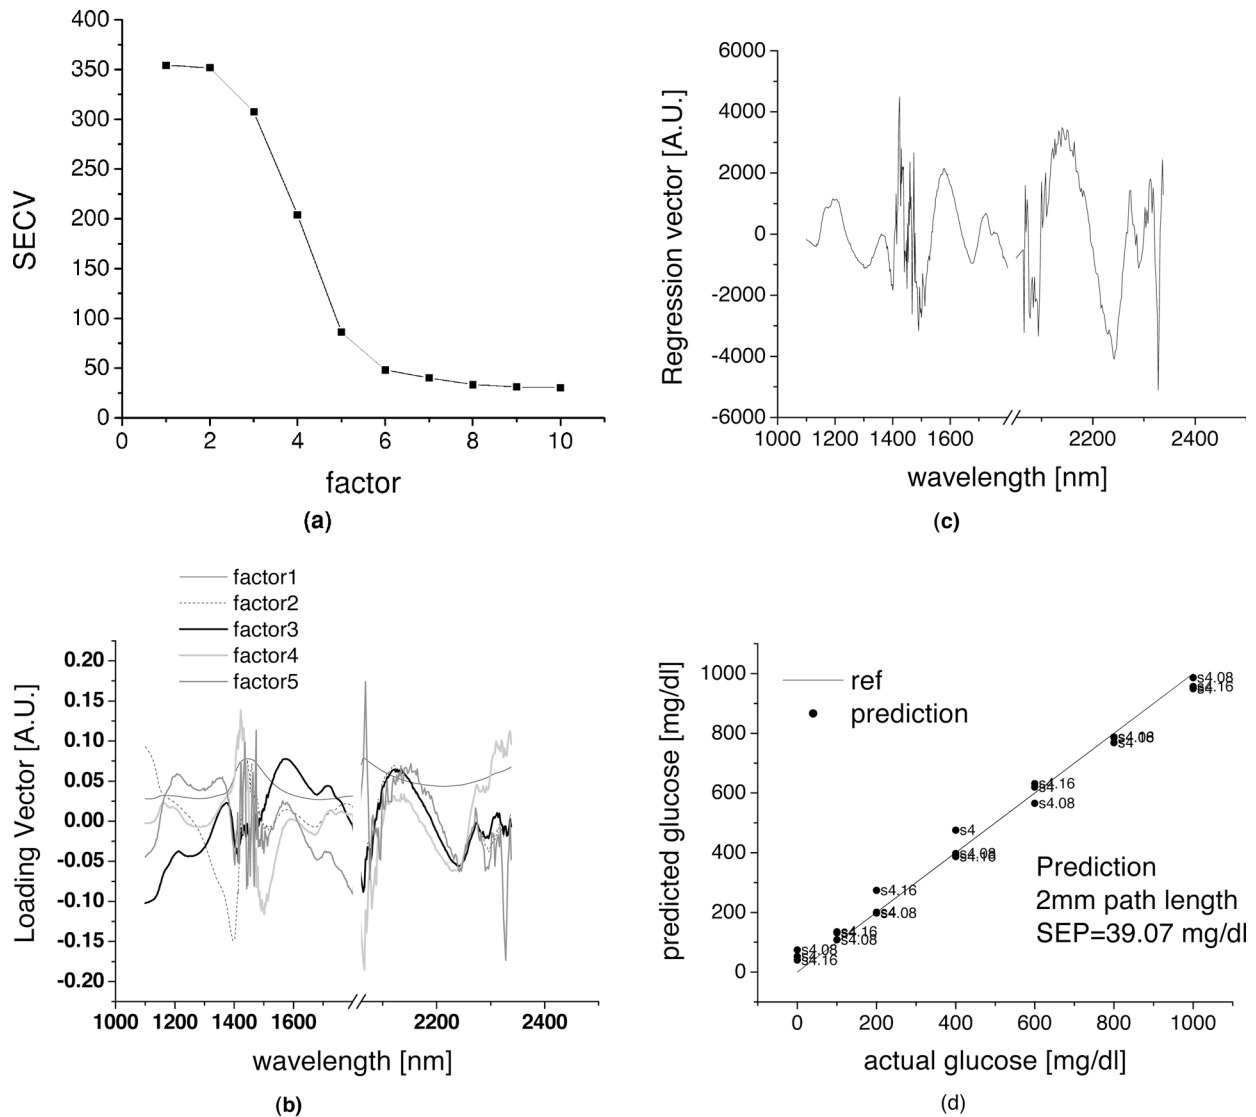 400
350
300
250
200
150
100
50
0
SECV
0 2 4 6 8 10
factor
(a)
6000
4000
2000
0
-2000
-4000
-6000
Regression vector [A.U.]
1000 1200 1400 1600 2200 2400
wavelength [nm]
(c)
factor1
factor2
factor3
factor4
factor5
0.20
0.15
0.10
0.05
0.00
-0.05
-0.10
-0.15
-0.20
Loading Vector [A.U.]
1000 1200 1400 1600 2200 2400
wavelength [nm]
(b)
1000
800
600
400
200
0
predicted glucose [mg/dl]
ref
prediction
s4.08
s4.16
s4.08
s4.16
s4.08
s4
s4.08
s4.16
s4.16
s4.08
s4.16
s4.08
s4.08
s4.16
Prediction
2mm path length
SEP=39.07 mg/dl
0 200 400 600 800 1000
actual glucose [mg/dl]
(d)